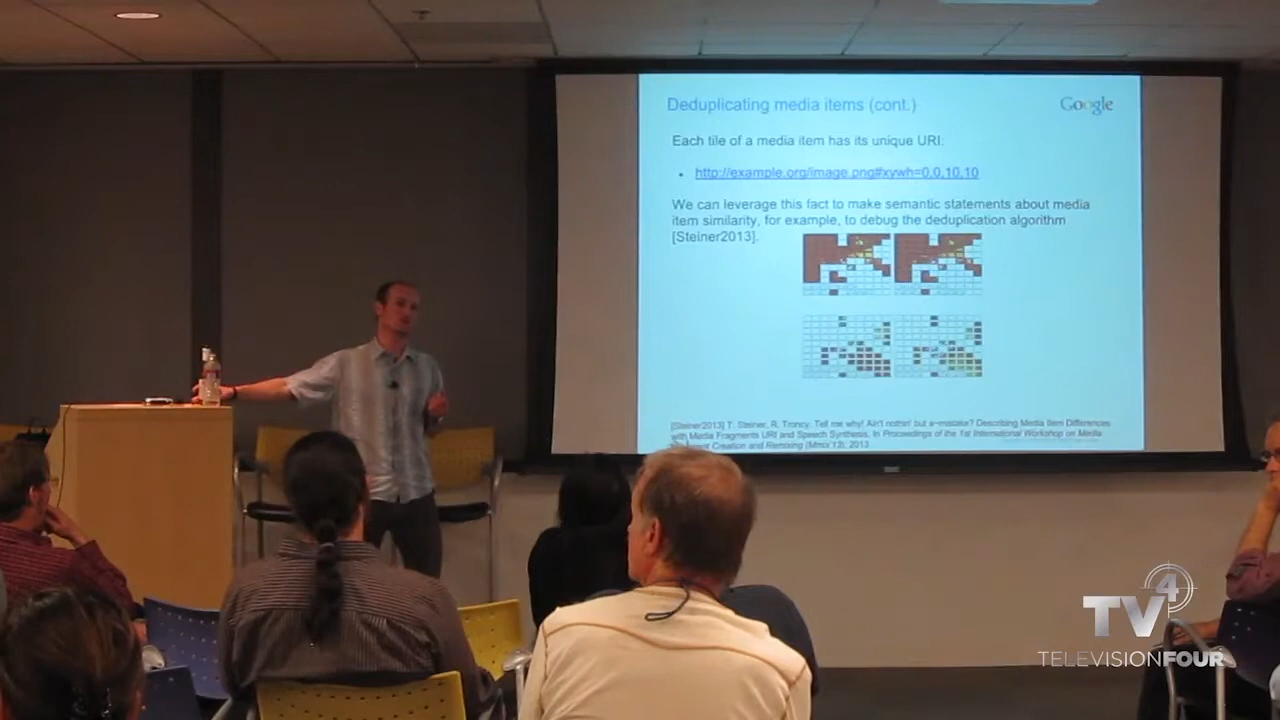 Deduplicating media items (cont.)
Google
Each tile of a media item has its unique URI:
http://example.org/image.png#xywh=0,0,10,10
We can leverage this fact to make semantic statements about media
item similarity, for example, to debug the deduplication algorithm
[Steiner2013].
[Steiner2013] T. Steiner, R. Troncy. Tell me why! Ain't nothin' but a mistake? Describing Media Item Differences
with Media Fragments URI and Speech Synthesis. In Proceedings of the 1st International Workshop on Media
Creation and Remixing (Mmix'13), 2013
TV4
TELEVISIONFOUR